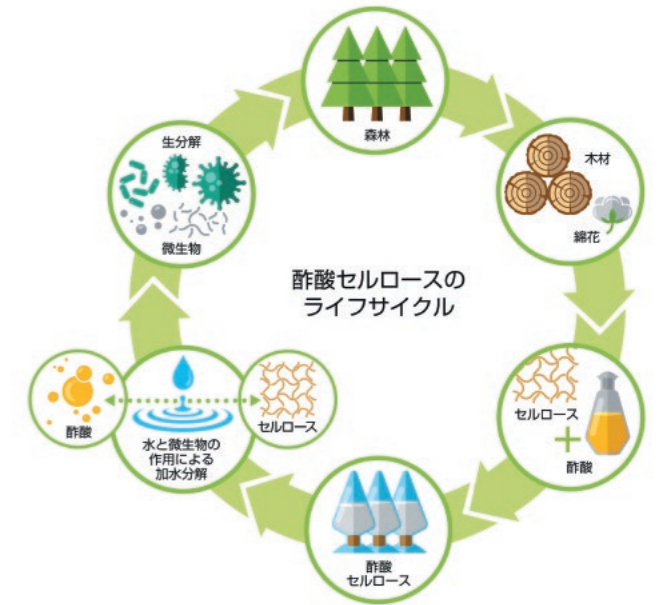 森林
木材
綿花
セルロース
+
酢酸
酢酸
セルロース
水と微生物の
作用による
加水分解
酢酸
セルロース
生分解
微生物
酢酸セルロースの
ライフサイクル